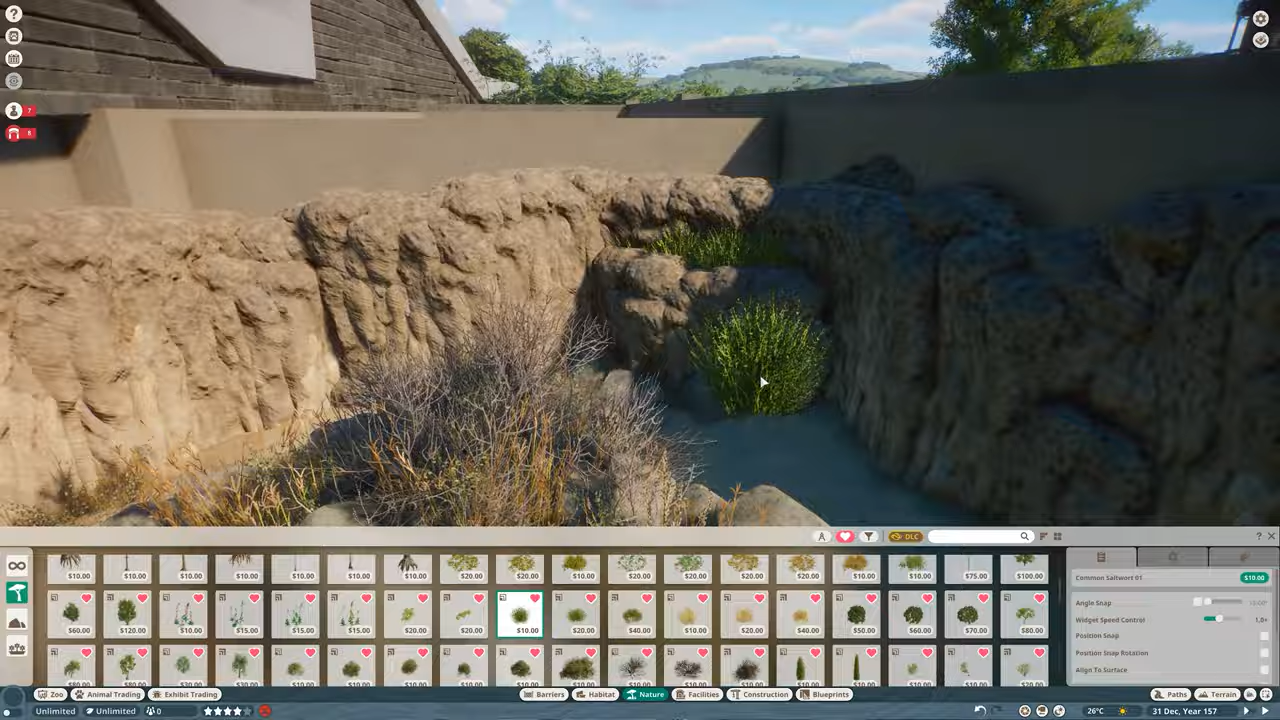 ?
7
8
A
DLC
?
$10.00 $10.00 $10.00 $10.00 $10.00 $10.00 $10.00 $20.00 $20.00 $10.00 $20.00 $20.00 $20.00 $20.00 $10.00 $10.00 $75.00 $100.00
$60.00 $120.00 $10.00 $15.00 $15.00 $15.00 $20.00 $20.00 $10.00 $20.00 $40.00 $10.00 $20.00 $40.00 $50.00 $60.00 $70.00 $80.00
Common Saltwort 01 $10.00
Angle Snap
Widget Speed Control 1,0×
Position Snap
Position Snap Rotation
Align To Surface
Zoo Animal Trading Exhibit Trading Barriers Habitat Nature Facilities Construction Blueprints Paths Terrain
Unlimited Unlimited 0 26°C 31 Dec, Year 157